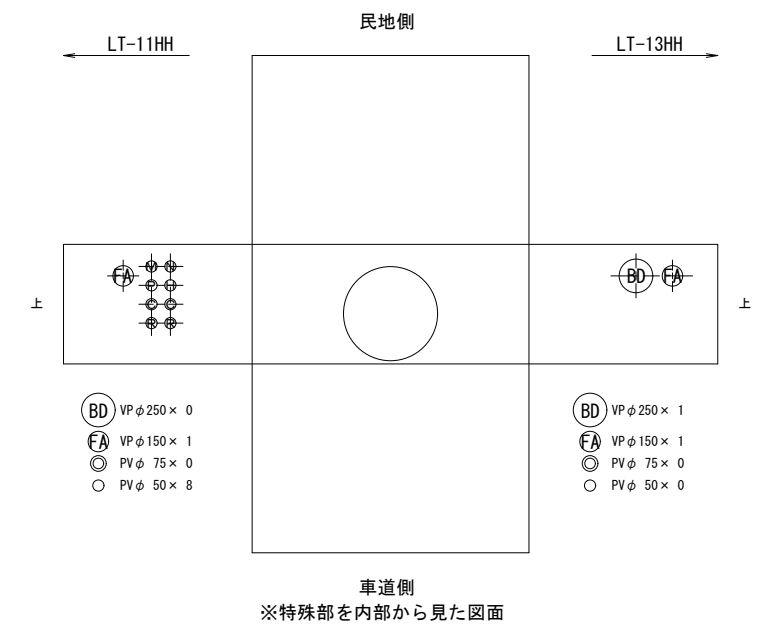 民地側
LT-11HH
LT-13HH
FA
M N
P H
C C
R R
BD FA
上
上
BD VPφ250× 0
FA VPφ150× 1
PVφ 75× 0
PVφ 50× 8
BD VPφ250× 1
FA VPφ150× 1
PVφ 75× 0
PVφ 50× 0
車道側
※特殊部を内部から見た図面